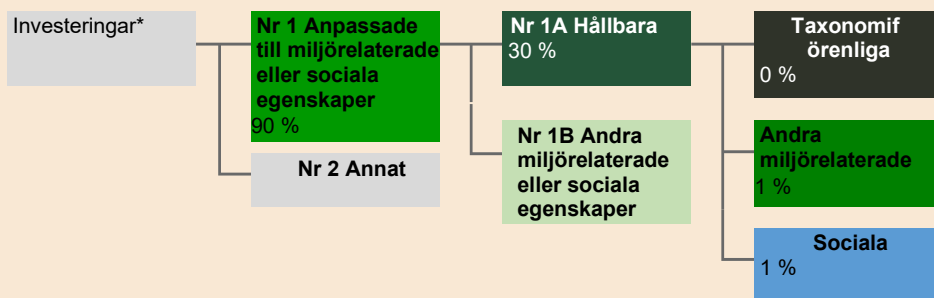 Investeringar*
Nr 1 Anpassade
till miljörelaterade
eller sociala
egenskaper
90 %
Nr 2 Annat
Nr 1A Hållbara
30 %
Nr 1B Andra
miljörelaterade
eller sociala
egenskaper
Taxonomif
örenliga
0 %
Andra
miljörelaterade
1 %
Sociala
1 %